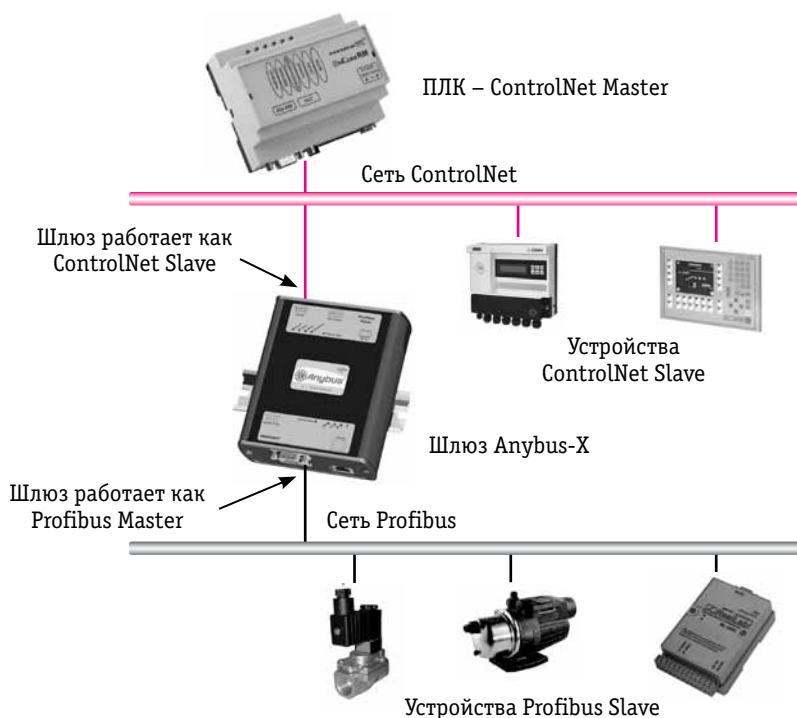 ПЛК – ControlNet Master
Сеть ControlNet
Шлюз работает как
ControlNet Slave
Устройства
ControlNet Slave
Anybus
Шлюз Anybus-X
Шлюз работает как
Profibus Master
Сеть Profibus
Устройства Profibus Slave